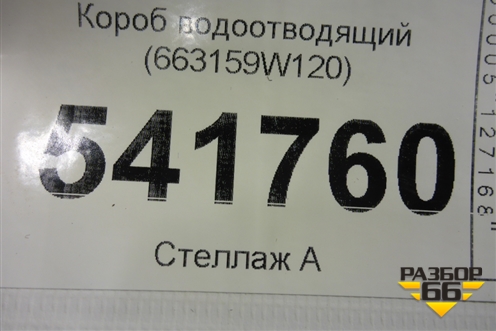 Короб водоотводящий
(663159W120)
541760
Стеллаж А
РАЗБОР
66